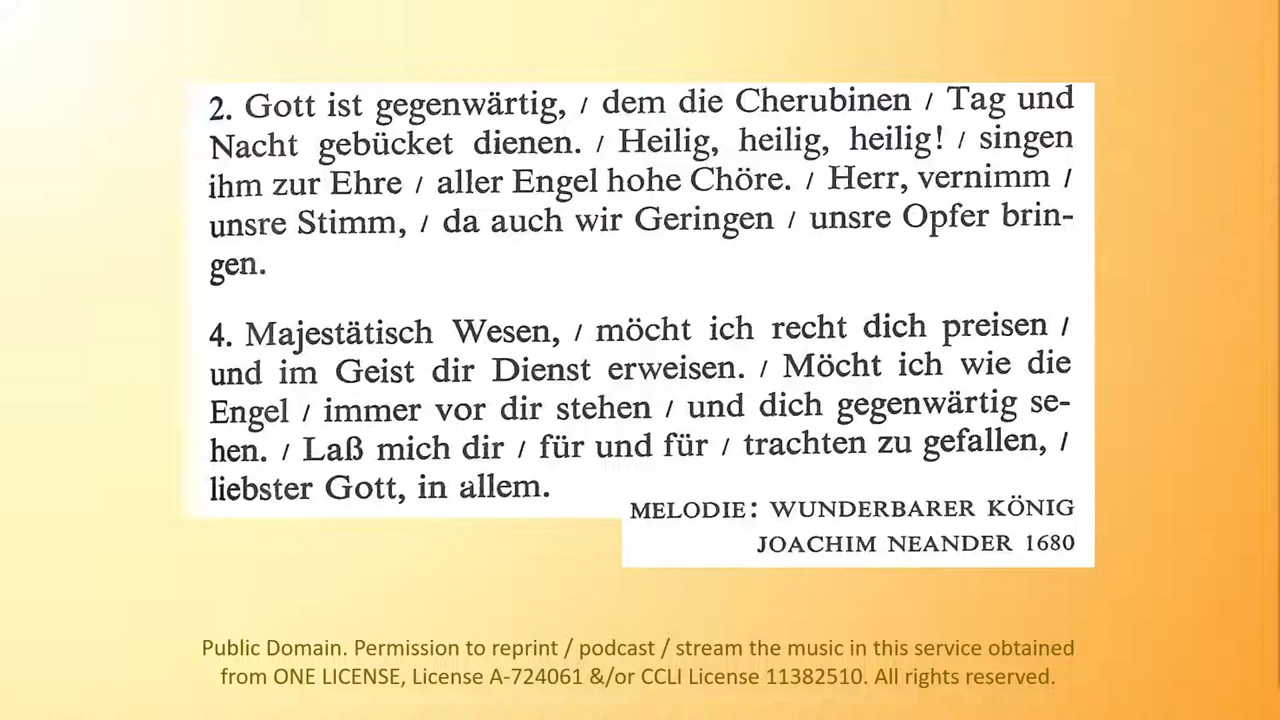 2. Gott ist gegenwärtig, / dem die Cherubinen / Tag und
Nacht gebücket dienen. / Heilig, heilig, heilig! / singen
ihm zur Ehre / aller Engel hohe Chöre. / Herr, vernimm /
unsre Stimm, / da auch wir Geringen / unsre Opfer brin-
gen.
4. Majestätisch Wesen, / möcht ich recht dich preisen /
und im Geist dir Dienst erweisen. / Möcht ich wie die
Engel / immer vor dir stehen / und dich gegenwärtig se-
hen. / Laß mich dir / für und für / trachten zu gefallen, /
liebster Gott, in allem.
MELODIE: WUNDERBARER KÖNIG
JOACHIM NEANDER 1680
Public Domain. Permission to reprint / podcast / stream the music in this service obtained
from ONE LICENSE, License A-724061 &/or CCLI License 11382510. All rights reserved.